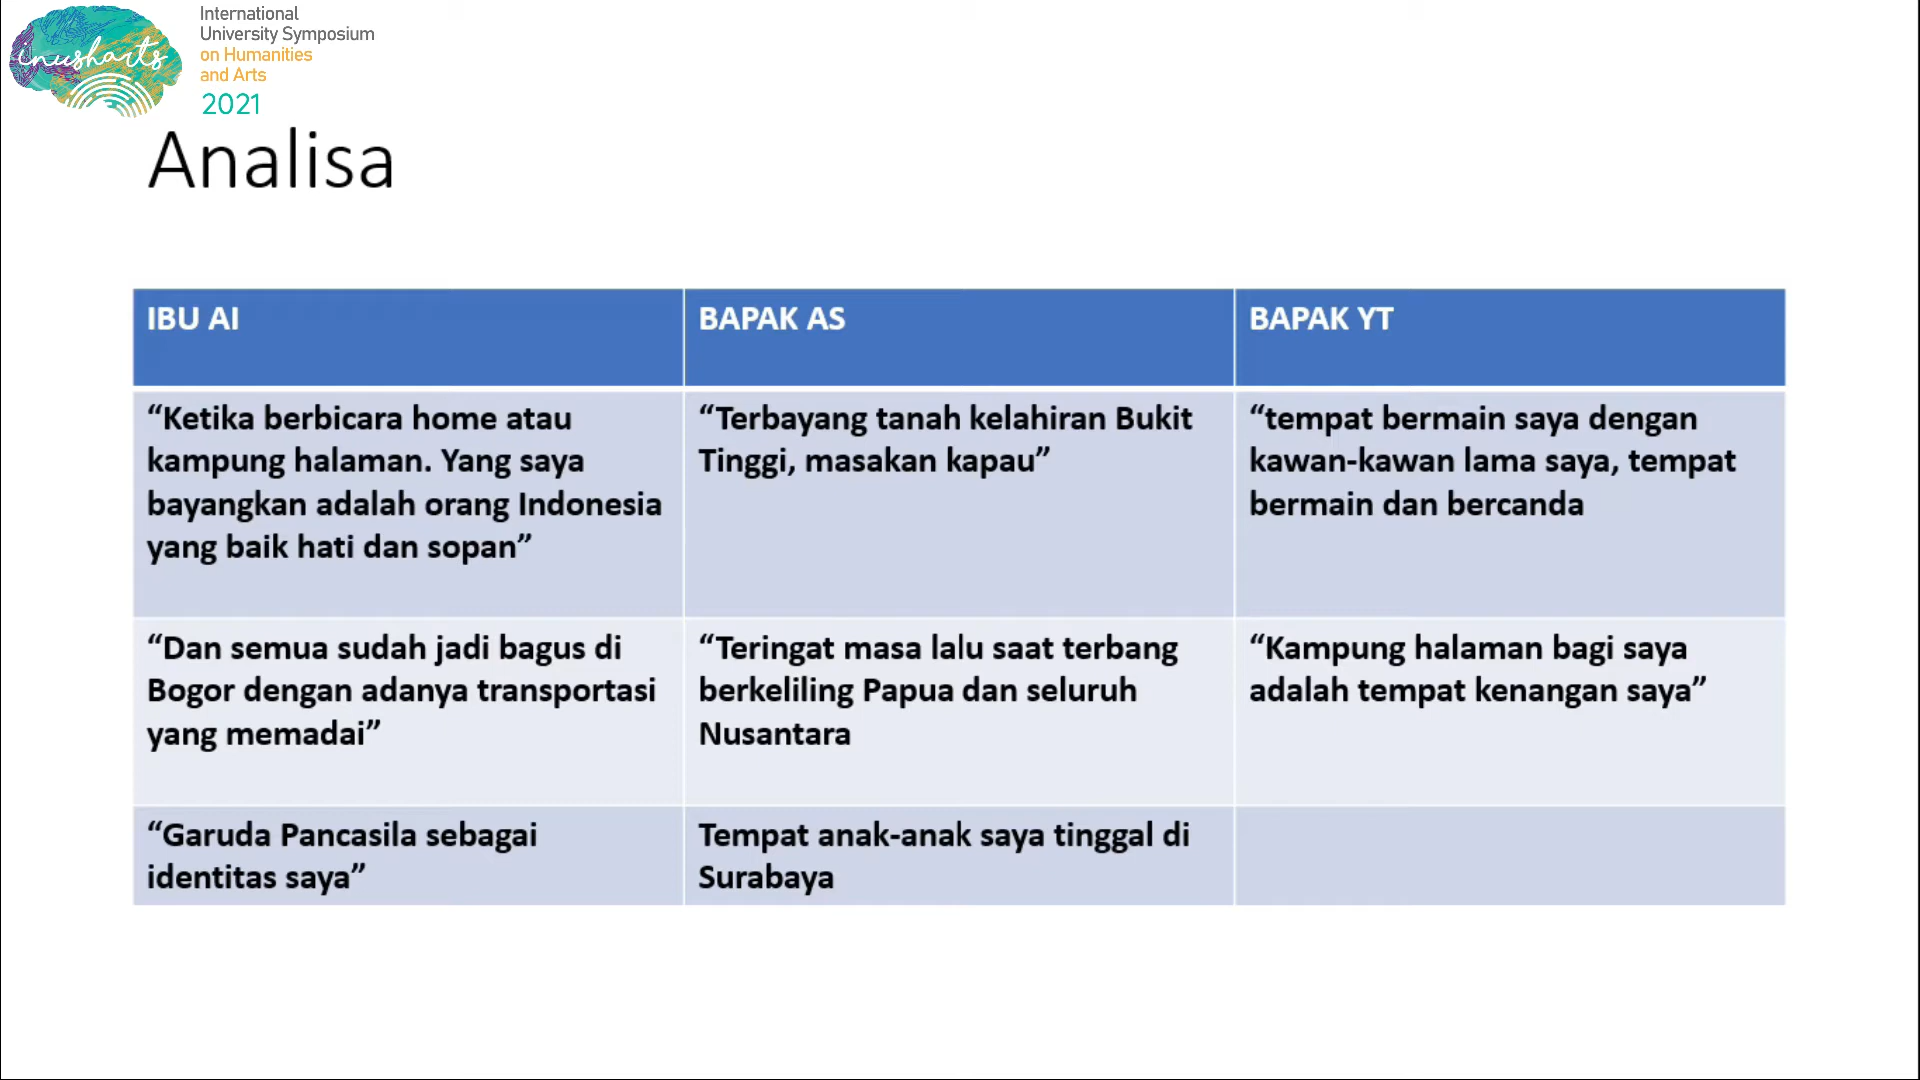 inusharts
International
University Symposium
on Humanities
and Arts
2021
Analisa
IBU AI
BAPAK AS
BAPAK YT
“Ketika berbicara home atau
kampung halaman. Yang saya
bayangkan adalah orang Indonesia
yang baik hati dan sopan”
“Terbayang tanah kelahiran Bukit
Tinggi, masakan kapau”
“tempat bermain saya dengan
kawan-kawan lama saya, tempat
bermain dan bercanda
“Dan semua sudah jadi bagus di
Bogor dengan adanya transportasi
yang memadai”
“Teringat masa lalu saat terbang
berkeliling Papua dan seluruh
Nusantara
“Kampung halaman bagi saya
adalah tempat kenangan saya”
“Garuda Pancasila sebagai
identitas saya”
Tempat anak-anak saya tinggal di
Surabaya